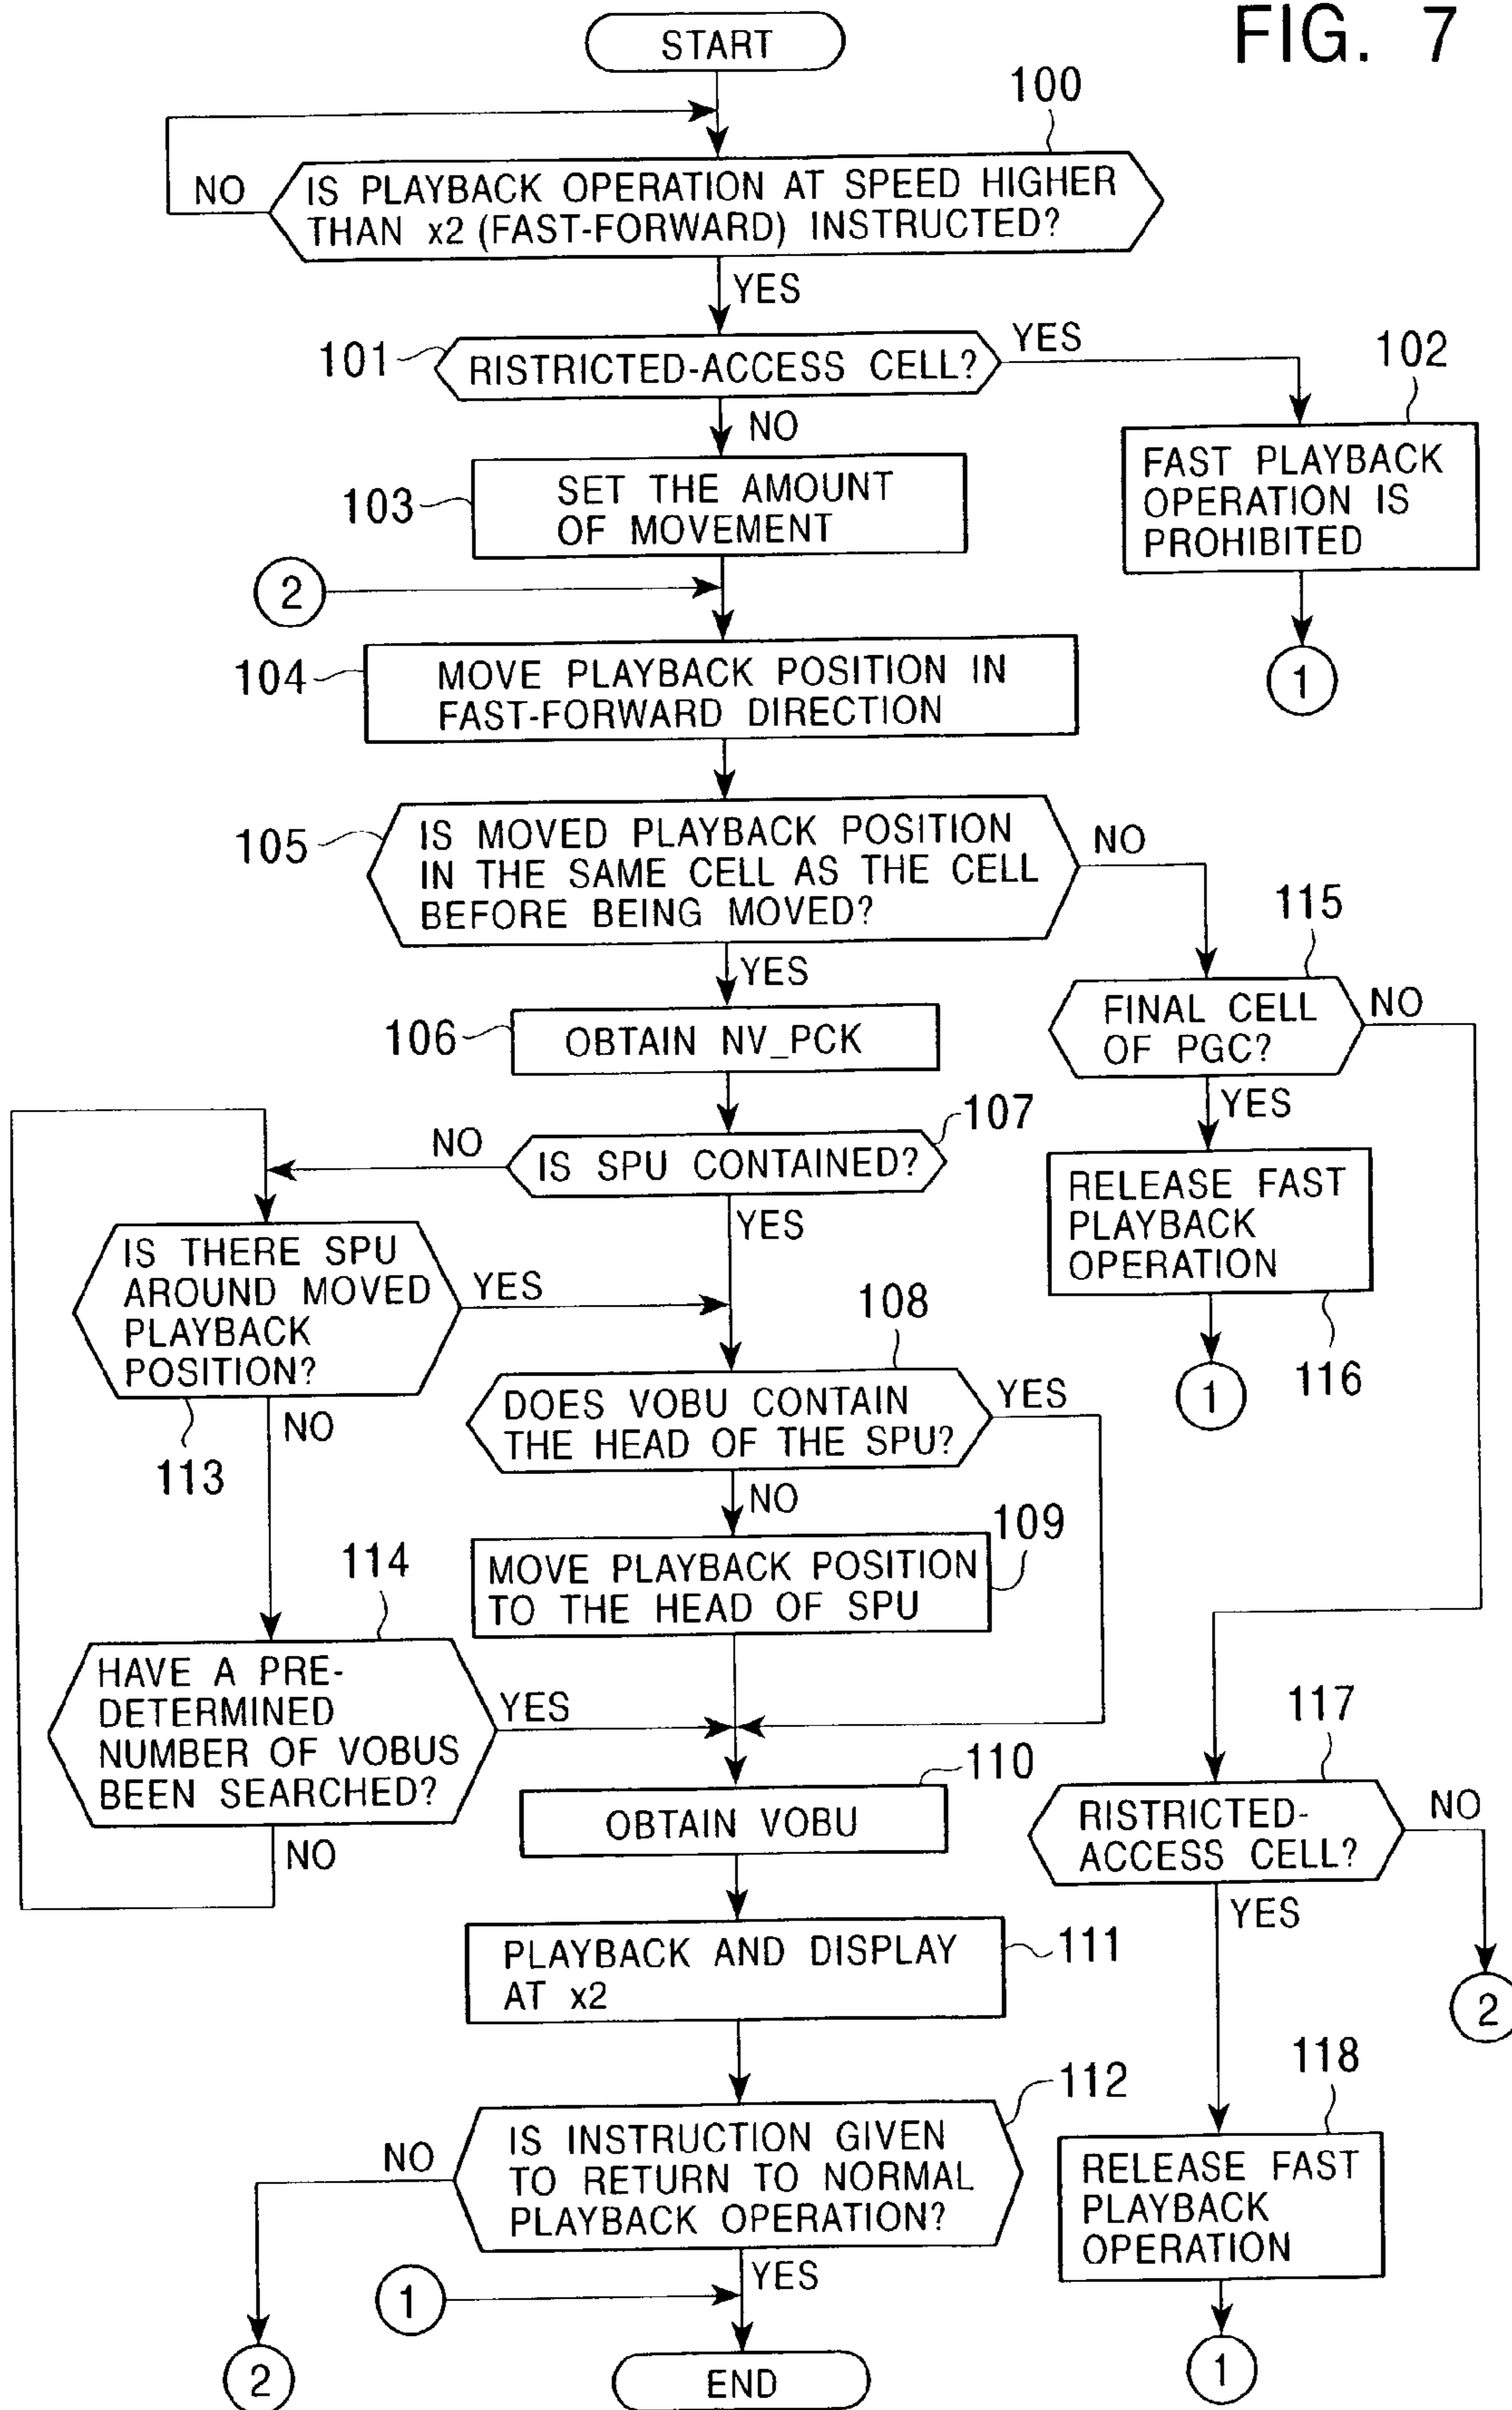 FIG. 7
START
100
NO
IS PLAYBACK OPERATION AT SPEED HIGHER
THAN x2 (FAST-FORWARD) INSTRUCTED?
YES
101
RISTRICTED-ACCESS CELL?
YES
102
NO
FAST PLAYBACK
OPERATION IS
PROHIBITED
1
103
SET THE AMOUNT
OF MOVEMENT
2
104
MOVE PLAYBACK POSITION IN
FAST-FORWARD DIRECTION
105
IS MOVED PLAYBACK POSITION
IN THE SAME CELL AS THE CELL
BEFORE BEING MOVED?
NO
115
YES
FINAL CELL
OF PGC?
NO
106
OBTAIN NV_PCK
YES
107
NO
IS SPU CONTAINED?
RELEASE FAST
PLAYBACK
OPERATION
116
1
YES
IS THERE SPU
AROUND MOVED
PLAYBACK
POSITION?
YES
113
NO
108
DOES VOBU CONTAIN
THE HEAD OF THE SPU?
YES
NO
109
MOVE PLAYBACK POSITION
TO THE HEAD OF SPU
114
HAVE A PRE-
DETERMINED
NUMBER OF VOBUS
BEEN SEARCHED?
YES
NO
110
OBTAIN VOBU
117
RISTRICTED-
ACCESS CELL?
NO
YES
2
PLAYBACK AND DISPLAY
AT x2
111
112
IS INSTRUCTION GIVEN
TO RETURN TO NORMAL
PLAYBACK OPERATION?
NO
118
RELEASE FAST
PLAYBACK
OPERATION
YES
1
2
END
1